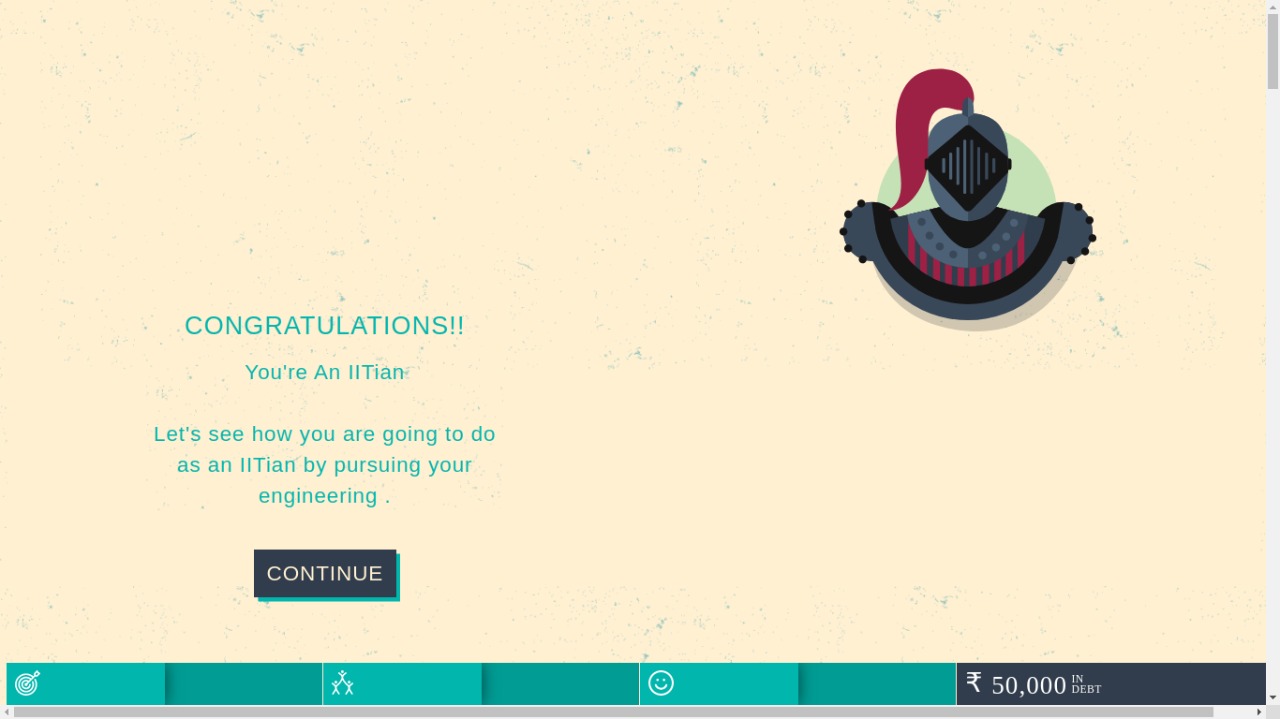 CONGRATULATIONS!!
You're An IITian
Let's see how you are going to do
as an IITian by pursuing your
engineering .
CONTINUE
₹ 50,000 IN
DEBT